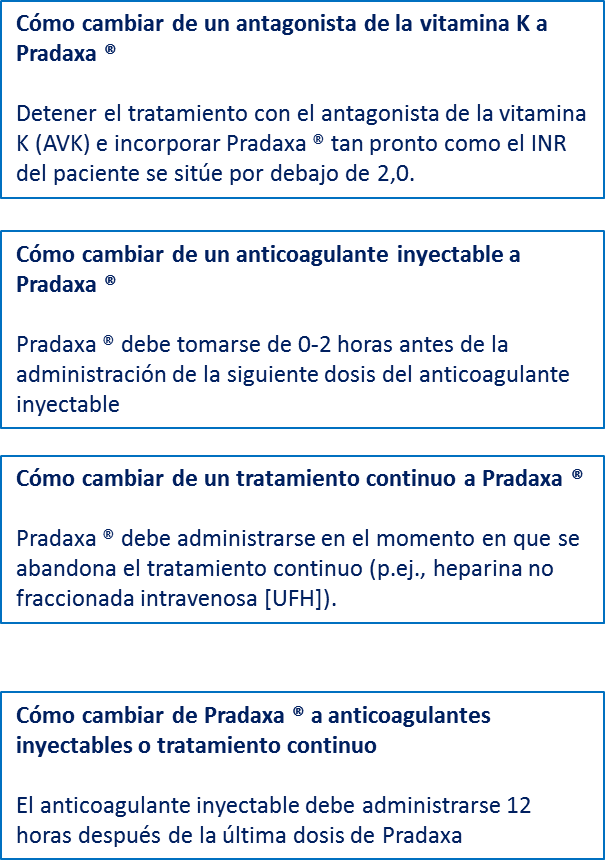 Cómo cambiar de un antagonista de la vitamina K a
Pradaxa ®
Detener el tratamiento con el antagonista de la vitamina
K (AVK) e incorporar Pradaxa ® tan pronto como el INR
del paciente se sitúe por debajo de 2,0.
Cómo cambiar de un anticoagulante inyectable a
Pradaxa ®
Pradaxa ® debe tomarse de 0-2 horas antes de la
administración de la siguiente dosis del anticoagulante
inyectable
Cómo cambiar de un tratamiento continuo a Pradaxa ®
Pradaxa ® debe administrarse en el momento en que se
abandona el tratamiento continuo (p.ej., heparina no
fraccionada intravenosa [UFH]).
Cómo cambiar de Pradaxa ® a anticoagulantes
inyectables o tratamiento continuo
El anticoagulante inyectable debe administrarse 12
horas después de la última dosis de Pradaxa